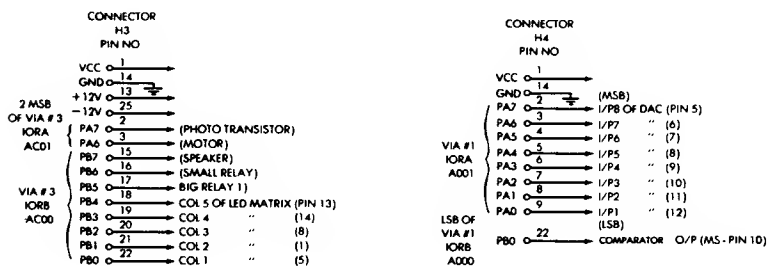 CONNECTOR
H3
PIN NO
VCC 1
GND 14
+12V 13
-12V 25
2 MSB
OF VIA #3
IORA
AC01
PA7 2 (PHOTO TRANSISTOR)
PA6 3 (MOTOR)
VIA #3
IORB
AC00
PB7 15 (SPEAKER)
PB6 16 (SMALL RELAY)
PB5 17 BIG RELAY 1)
PB4 18 COL 5 OF LED MATRIX (PIN 13)
PB3 19 COL 4 " (14)
PB2 20 COL 3 " (8)
PB1 21 COL 2 " (1)
PB0 22 COL 1 " (5)
CONNECTOR
H4
PIN NO
VCC 1
GND 14
(MSB)
VIA #1
IORA
A001
PA7 2 I/P8 OF DAC (PIN 5)
PA6 3 I/P7 " (6)
PA5 4 I/P6 " (7)
PA4 5 I/P5 " (8)
PA3 6 I/P4 " (9)
PA2 7 I/P3 " (10)
PA1 8 I/P2 " (11)
PA0 9 I/P1 " (12)
(LSB)
LSB OF
VIA #1
IORB
A000
PB0 22 COMPARATOR O/P (MS - PIN 1D)